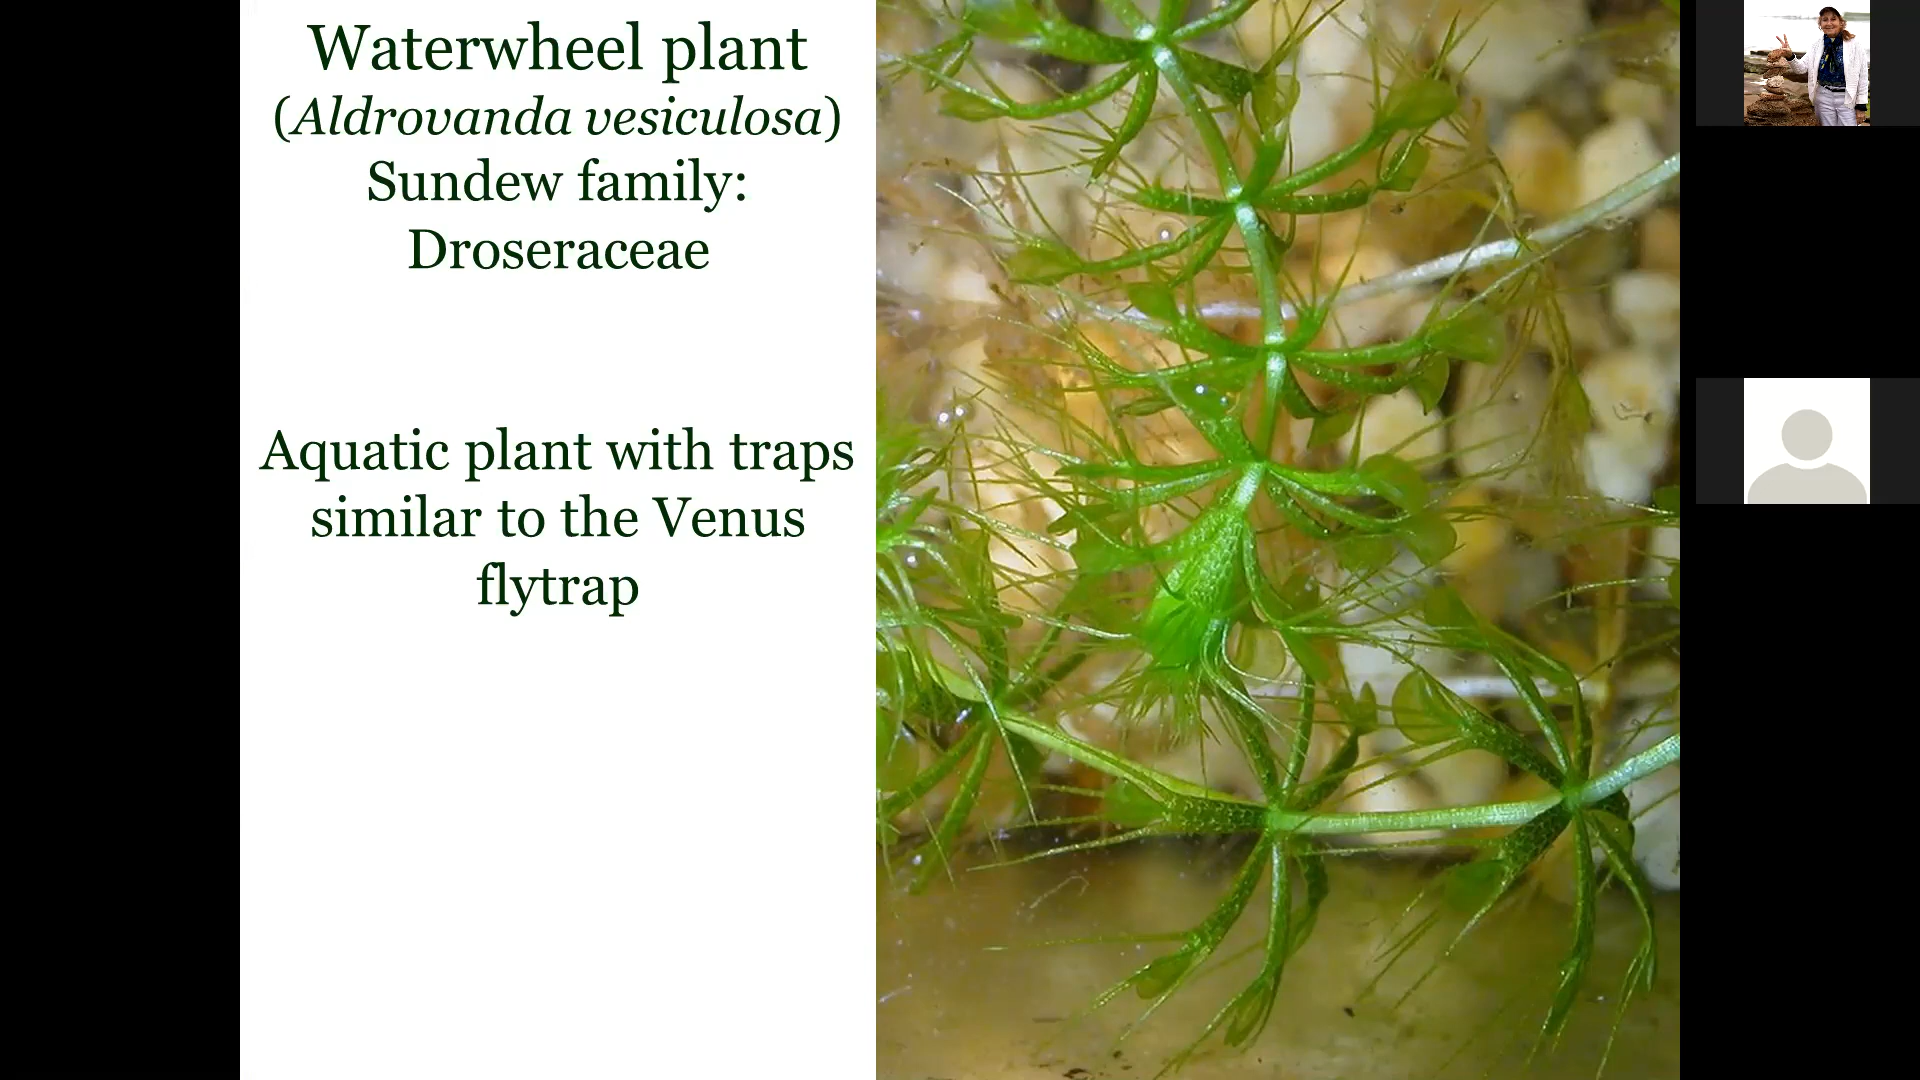 Waterwheel plant
(Aldrovanda vesiculosa)
Sundew family:
Droseraceae
Aquatic plant with traps
similar to the Venus
flytrap